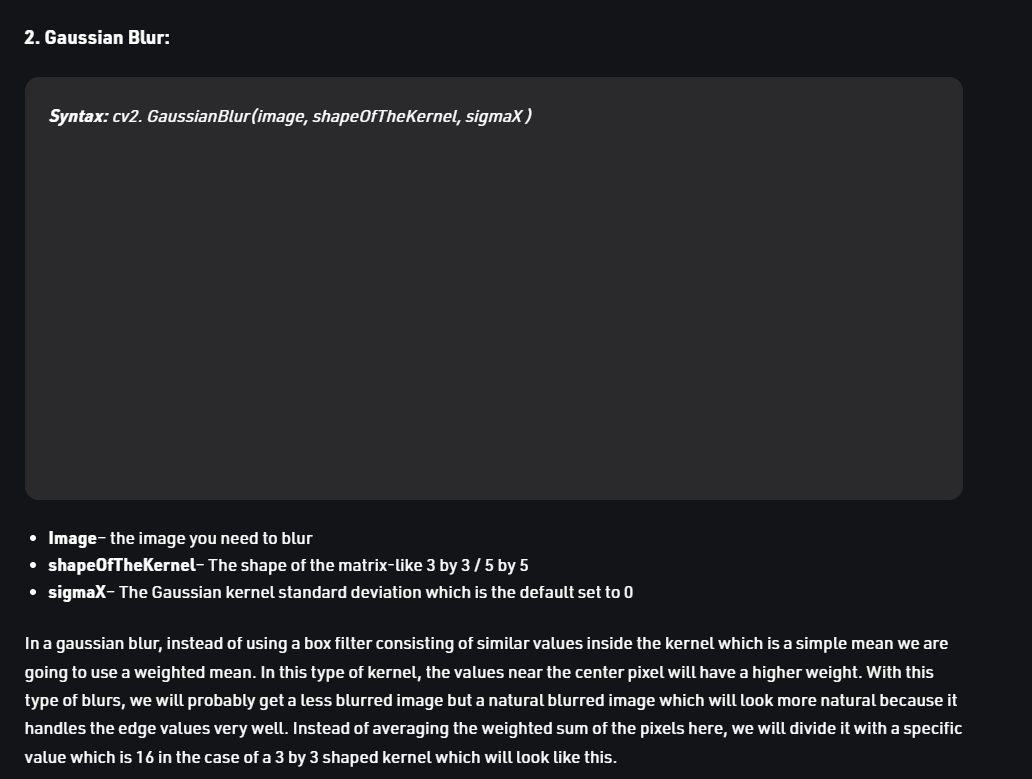 2. Gaussian Blur:
Syntax: cv2. GaussianBlur(image, shapeOfTheKernel, sigmaX )
• Image– the image you need to blur
• shapeOfTheKernel– The shape of the matrix-like 3 by 3 / 5 by 5
• sigmaX– The Gaussian kernel standard deviation which is the default set to 0
In a gaussian blur, instead of using a box filter consisting of similar values inside the kernel which is a simple mean we are
going to use a weighted mean. In this type of kernel, the values near the center pixel will have a higher weight. With this
type of blurs, we will probably get a less blurred image but a natural blurred image which will look more natural because it
handles the edge values very well. Instead of averaging the weighted sum of the pixels here, we will divide it with a specific
value which is 16 in the case of a 3 by 3 shaped kernel which will look like this.